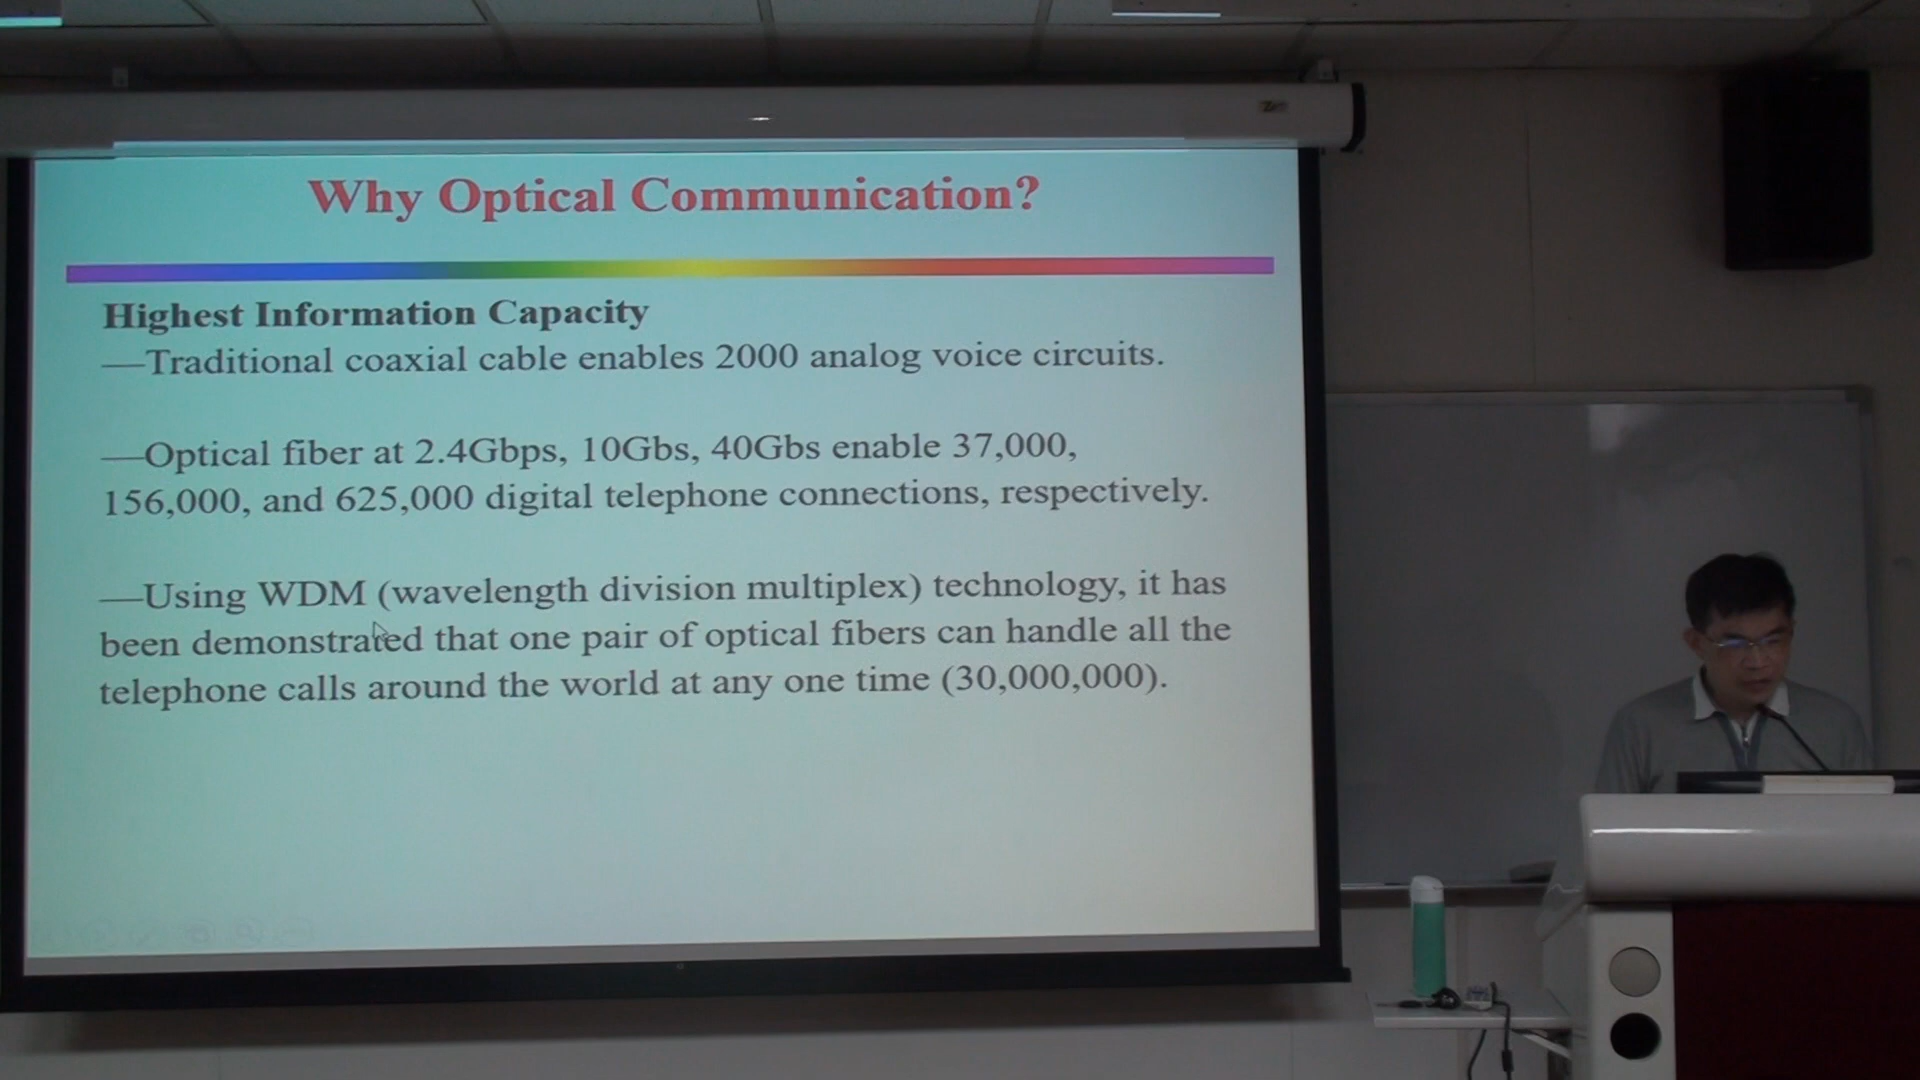 Why Optical Communication?
Highest Information Capacity
—Traditional coaxial cable enables 2000 analog voice circuits.
—Optical fiber at 2.4Gbps, 10Gbs, 40Gbs enable 37,000,
156,000, and 625,000 digital telephone connections, respectively.
—Using WDM (wavelength division multiplex) technology, it has
been demonstrated that one pair of optical fibers can handle all the
telephone calls around the world at any one time (30,000,000).